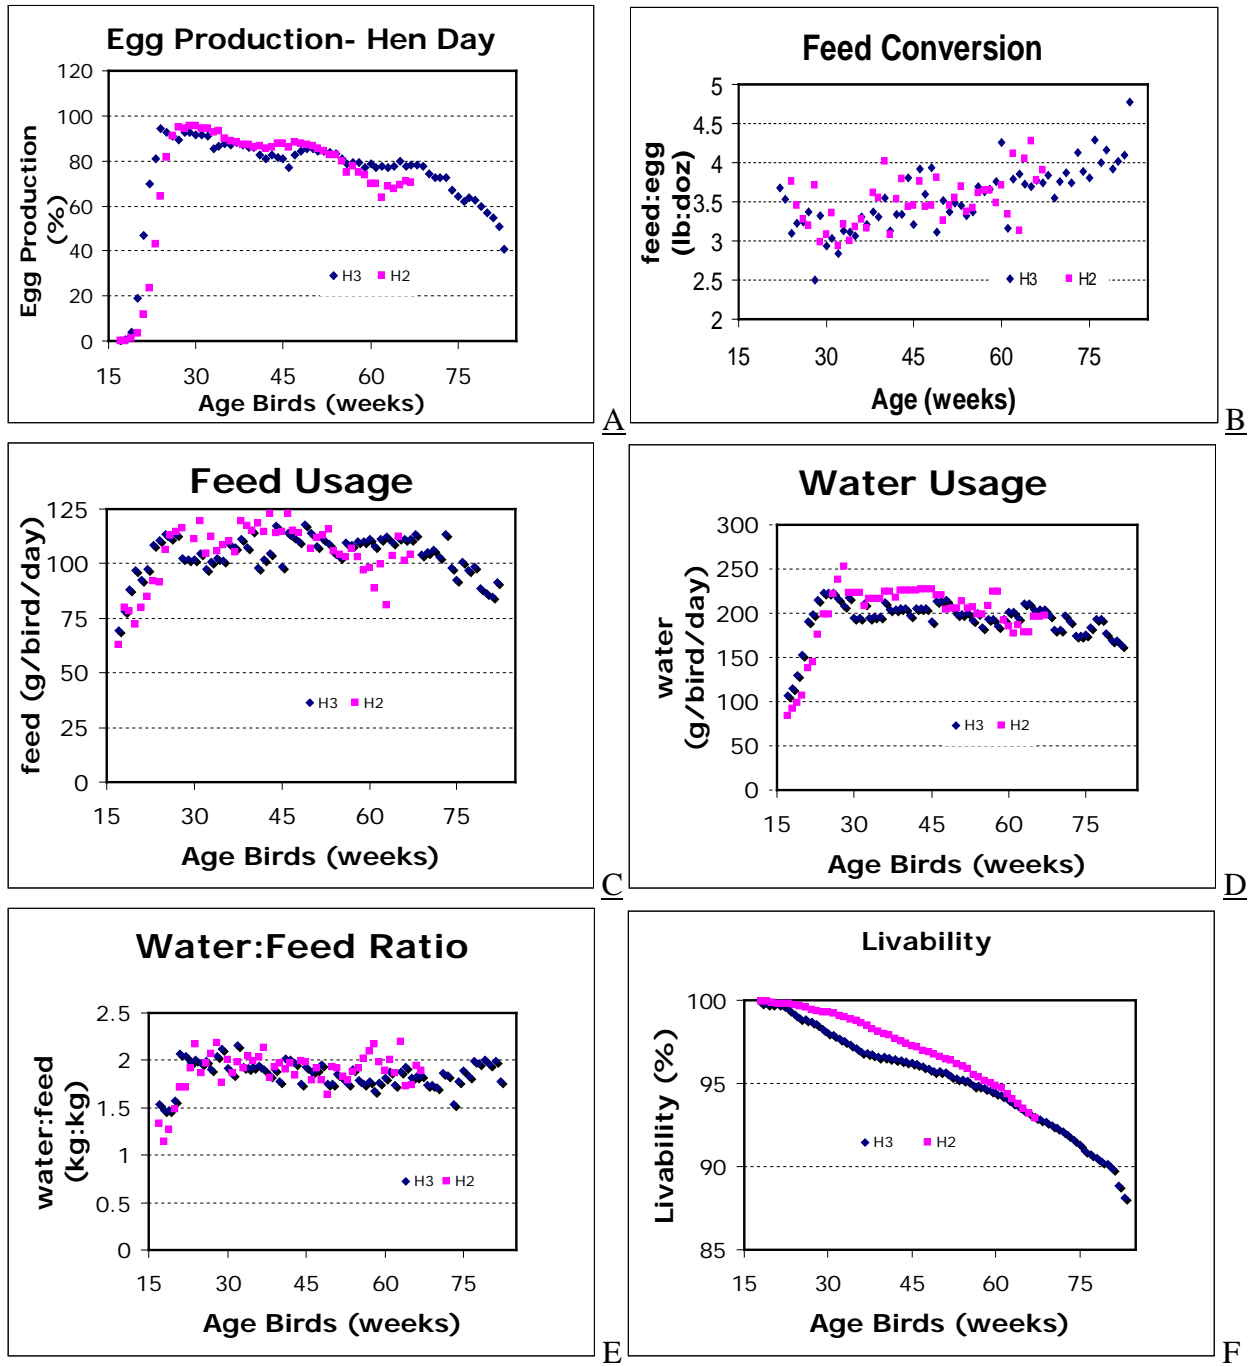 Egg Production- Hen Day
Egg Production
(%)
120
100
80
60
40
20
0
H3 H2
15 30 45 60 75
Age Birds (weeks)
A
Feed Conversion
feed:egg
(lb:doz)
5
4.5
4
3.5
3
2.5
2
H3 H2
15 30 45 60 75
Age (weeks)
B
Feed Usage
feed (g/bird/day)
125
100
75
50
25
0
H3 H2
15 30 45 60 75
Age Birds (weeks)
C
Water Usage
water
(g/bird/day)
300
250
200
150
100
50
0
H3 H2
15 30 45 60 75
Age Birds (weeks)
D
Water:Feed Ratio
water:feed
(kg:kg)
2.5
2
1.5
1
0.5
0
H3 H2
15 30 45 60 75
Age Birds (weeks)
E
Livability
Livability (%)
100
95
90
85
H3 H2
15 30 45 60 75
Age Birds (weeks)
F